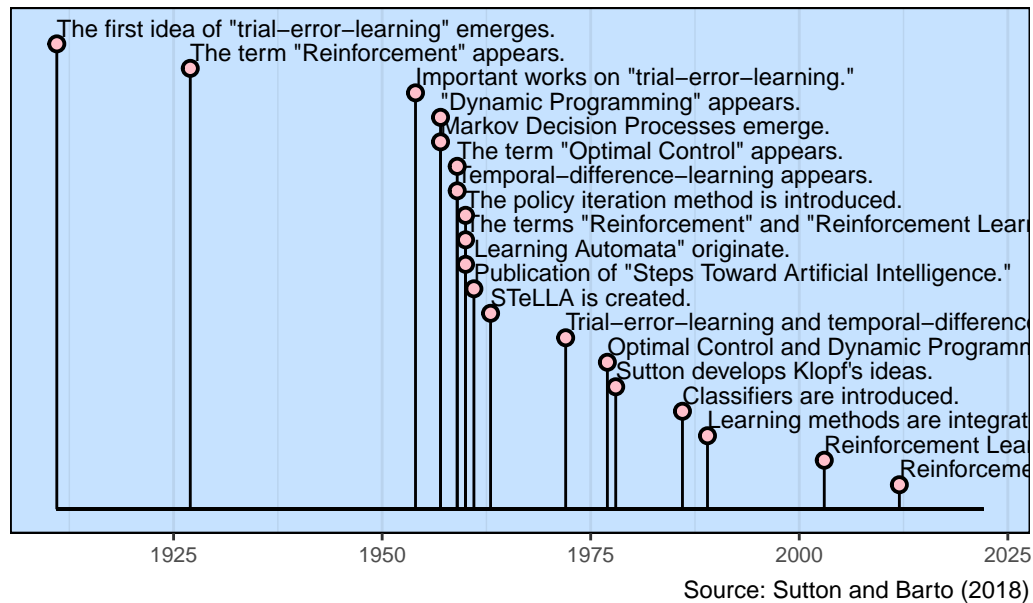 The first idea of "trial−error−learning" emerges.
The term "Reinforcement" appears.
Important works on "trial−error−learning."
"Dynamic Programming" appears.
Markov Decision Processes emerge.
The term "Optimal Control" appears.
Temporal−difference−learning appears.
The policy iteration method is introduced.
The terms "Reinforcement" and "Reinforcement Lear
Learning Automata" originate.
Publication of "Steps Toward Artificial Intelligence."
STeLLA is created.
Trial−error−learning and temporal−difference
Optimal Control and Dynamic Programm
Sutton develops Klopf's ideas.
Classifiers are introduced.
Learning methods are integrat
Reinforcement Lear
Reinforceme
1925 1950 1975 2000 2025
Source: Sutton and Barto (2018)